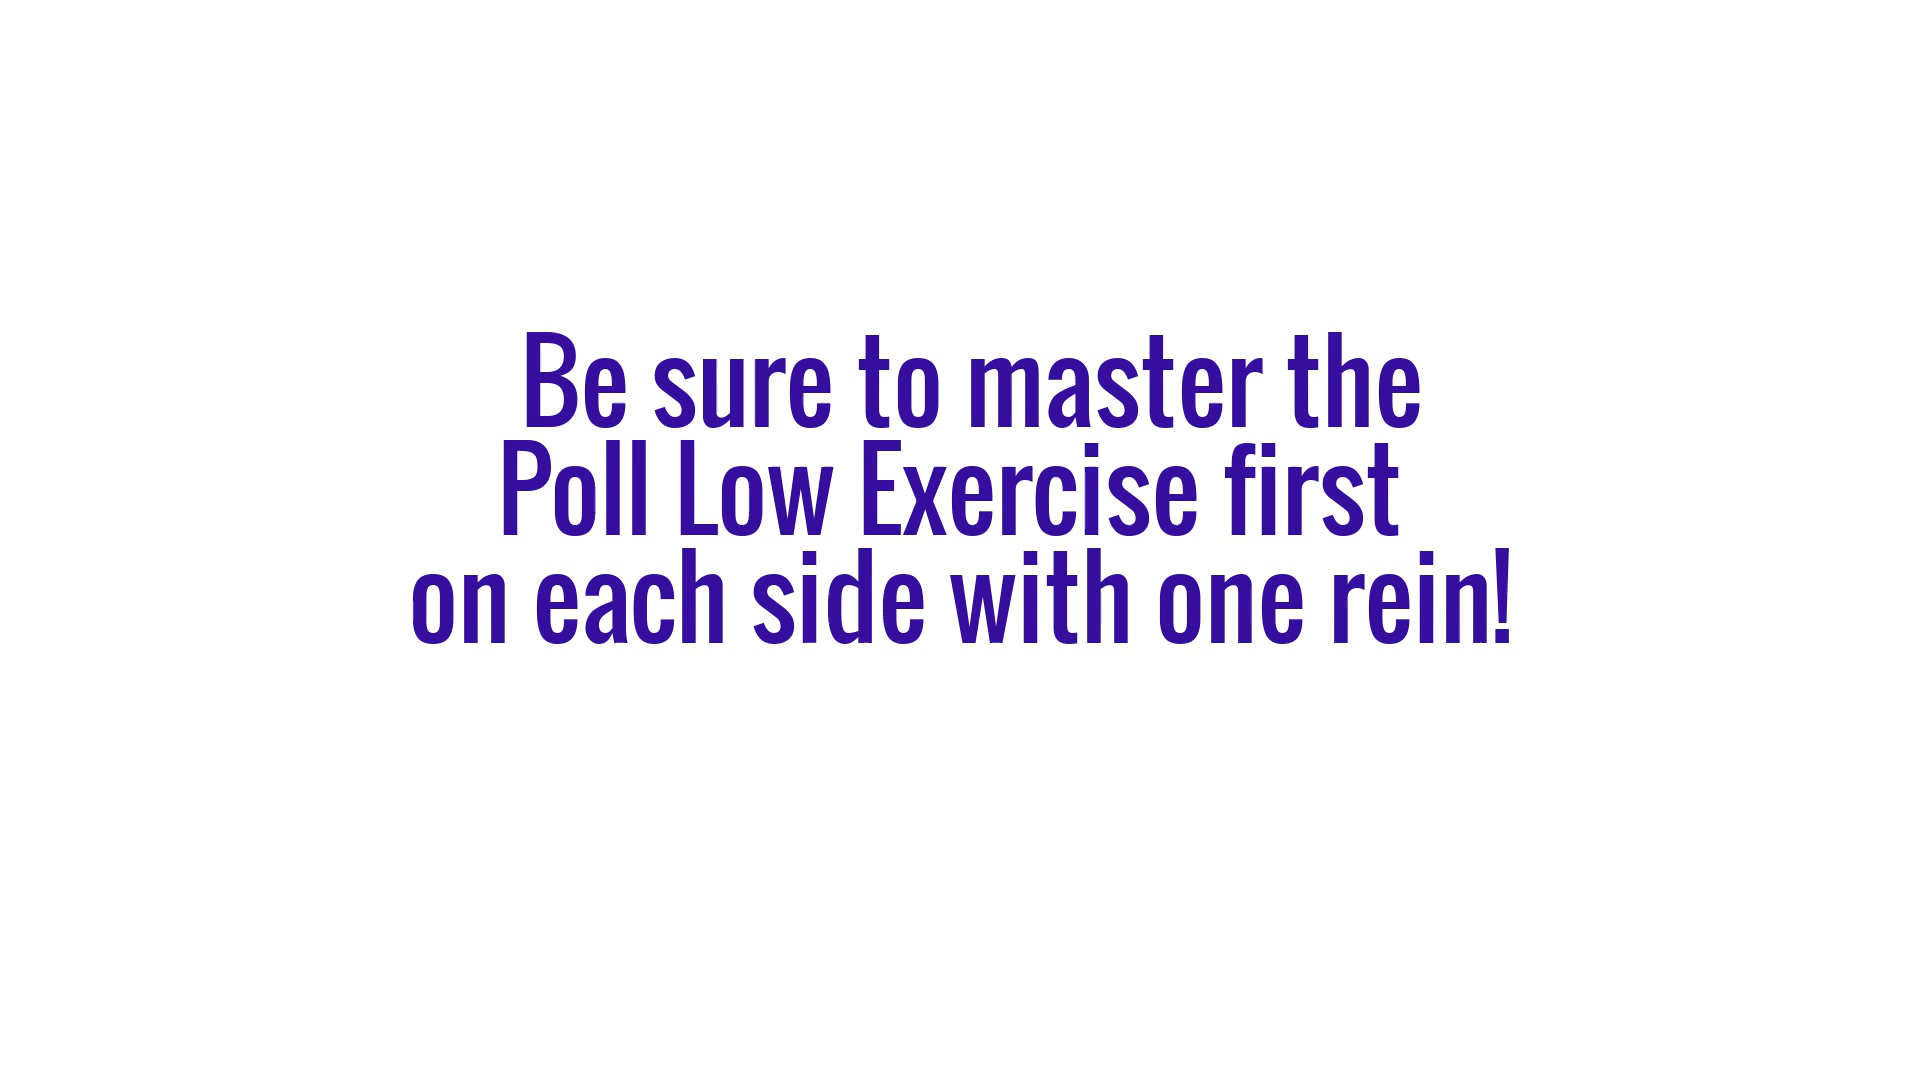 Be sure to master the
Poll Low Exercise first
on each side with one rein!